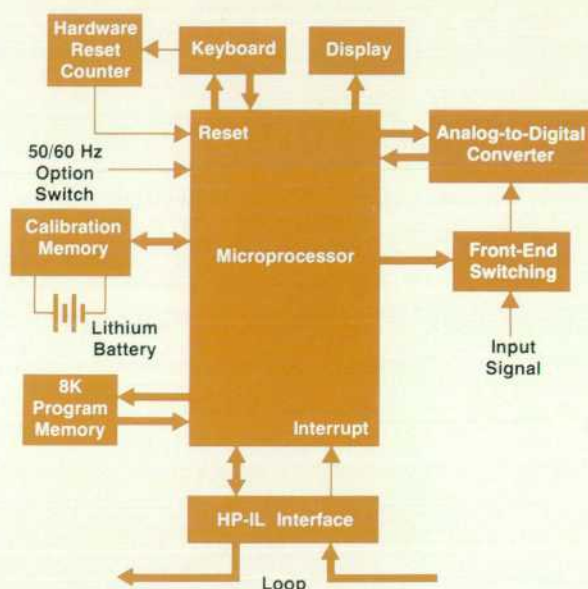 Hardware
Reset
Counter
Keyboard
Display
Reset
Analog-to-Digital
Converter
50/60 Hz
Option
Switch
Calibration
Memory
Microprocessor
Front-End
Switching
Lithium
Battery
Input
Signal
8K
Program
Memory
Interrupt
HP-IL Interface
Loop